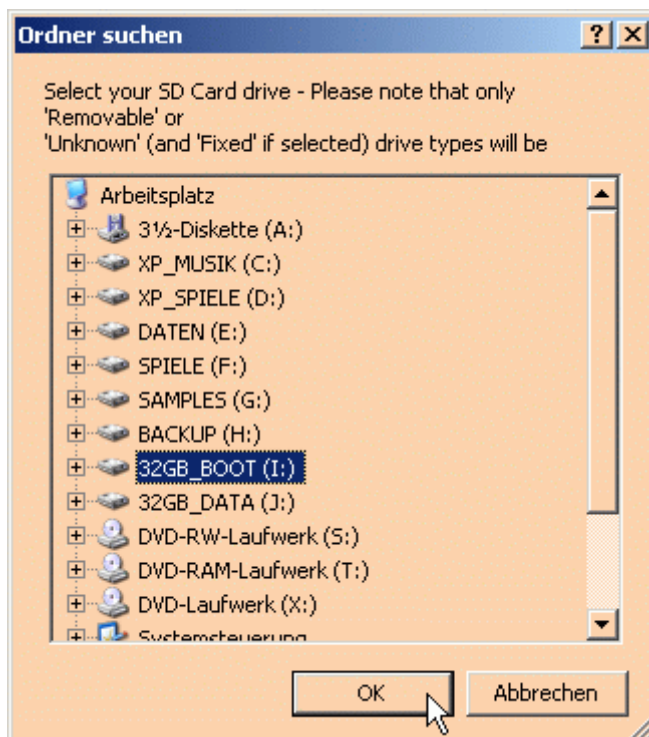 Ordner suchen
Select your SD Card drive - Please note that only
'Removable' or
'Unknown' (and 'Fixed' if selected) drive types will be
Arbeitsplatz
3½-Diskette (A:)
XP_MUSIK (C:)
XP_SPIELE (D:)
DATEN (E:)
SPIELE (F:)
SAMPLES (G:)
BACKUP (H:)
32GB_BOOT (I:)
32GB_DATA (J:)
DVD-RW-Laufwerk (S:)
DVD-RAM-Laufwerk (T:)
DVD-Laufwerk (X:)
Systemsteuerung
OK
Abbrechen